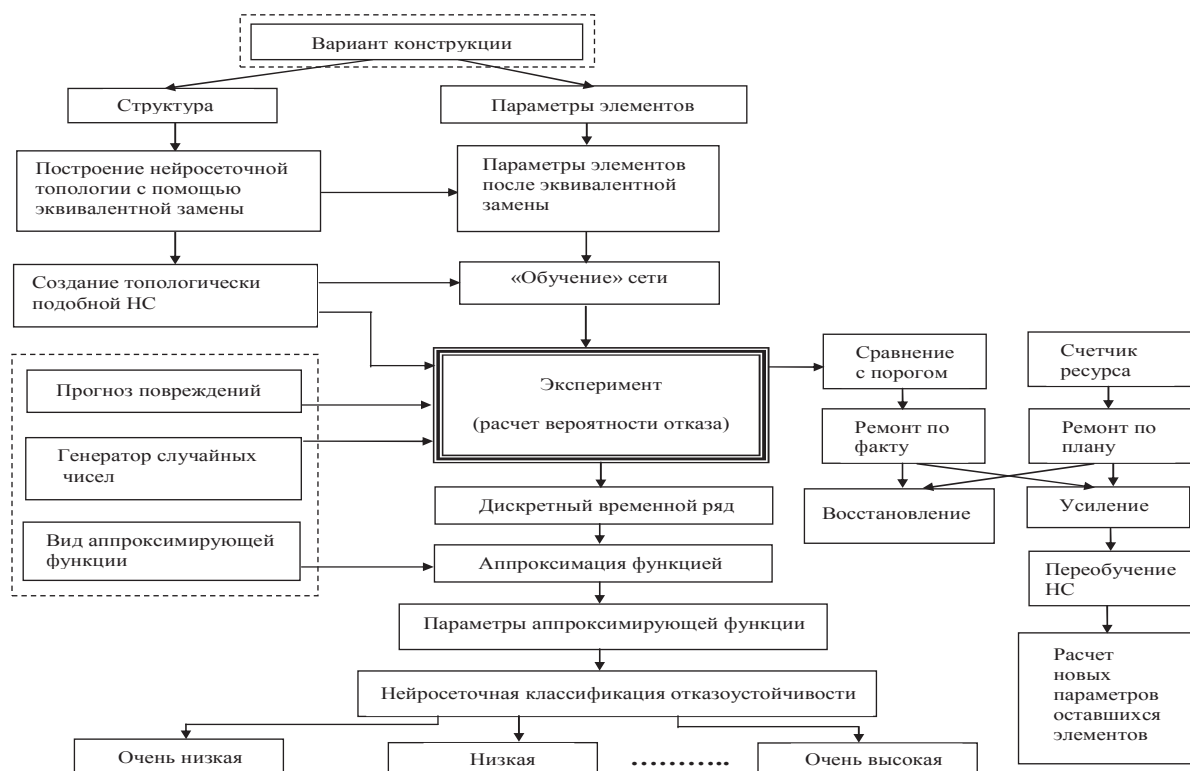 Вариант конструкции
Структура
Параметры элементов
Построение нейросеточной
топологии с помощью
эквивалентной замены
Параметры элементов
после эквивалентной
замены
Создание топологически
подобной НС
«Обучение» сети
Прогноз повреждений
Генератор случайных
чисел
Вид аппроксимирующей
функции
Эксперимент
(расчет вероятности отказа)
Сравнение
с порогом
Счетчик
ресурса
Ремонт по
факту
Ремонт по
плану
Восстановление
Усиление
Переобучение
НС
Расчет
новых
параметров
оставшихся
элементов
Дискретный временной ряд
Аппроксимация функцией
Параметры аппроксимирующей функции
Нейросеточная классификация отказоустойчивости
Очень низкая
Низкая
...........
Очень высокая